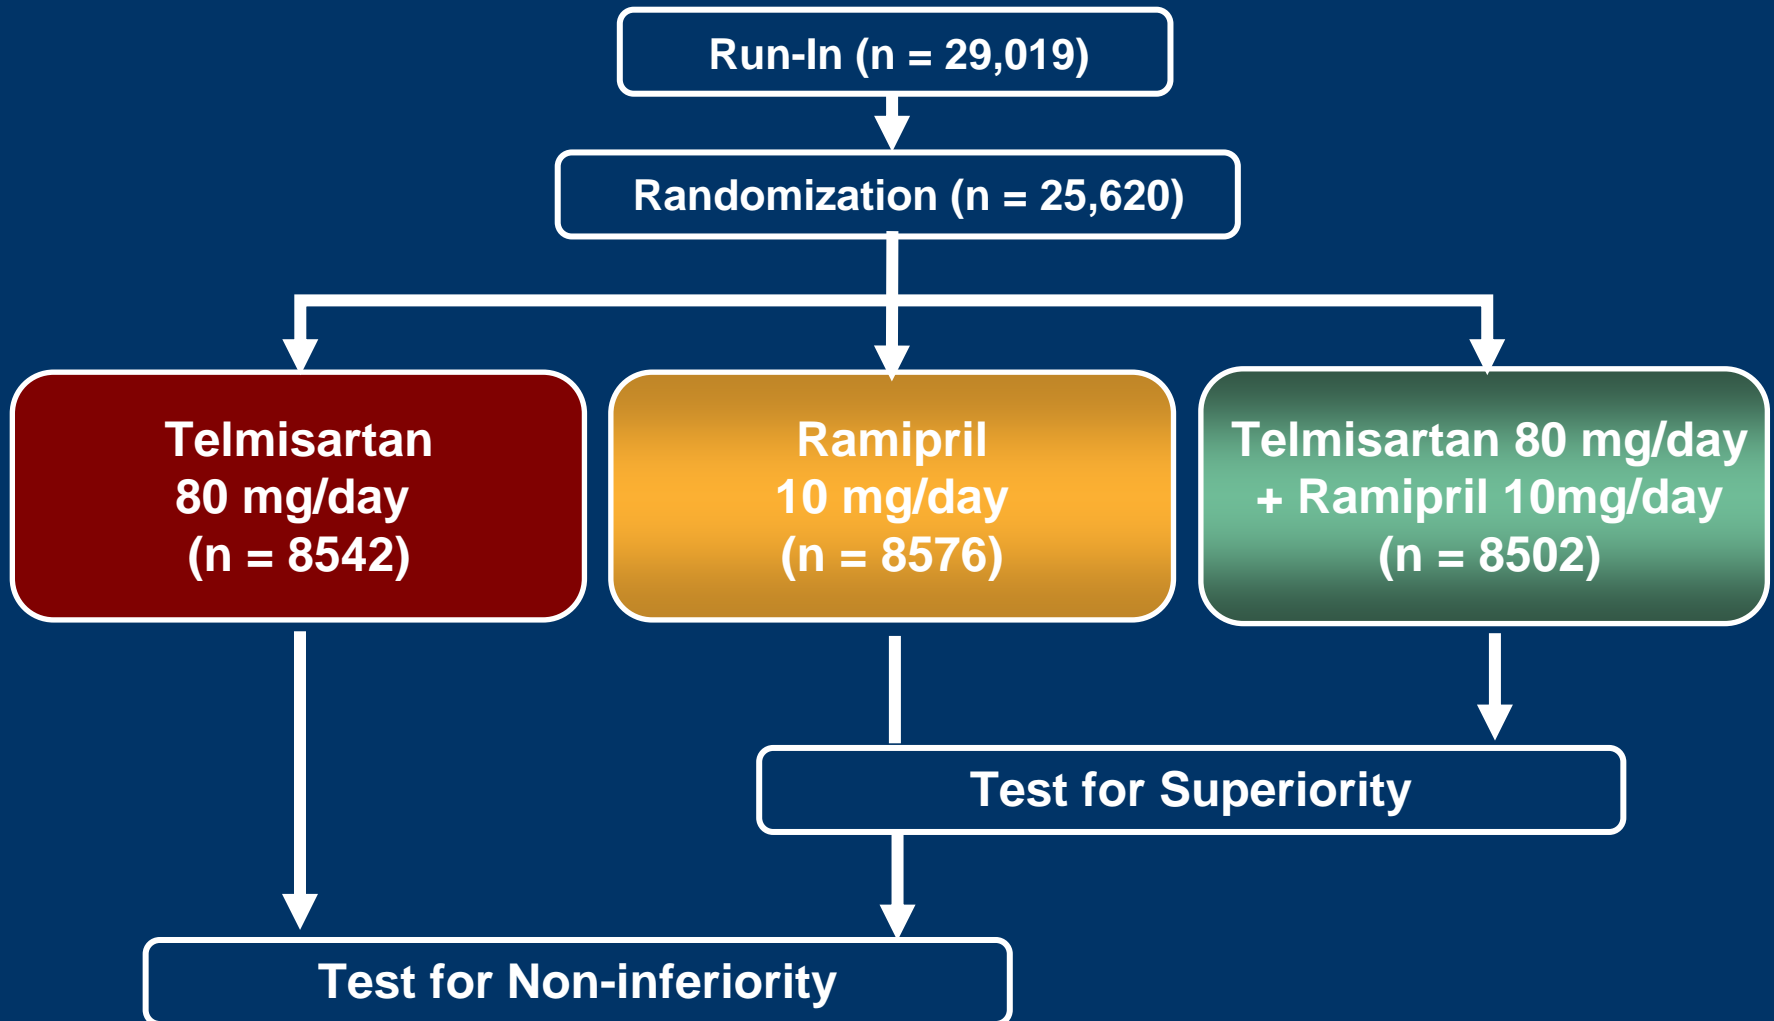 Run-In (n = 29,019)
Randomization (n = 25,620)
Telmisartan
80 mg/day
(n = 8542)
Ramipril
10 mg/day
(n = 8576)
Telmisartan 80 mg/day
+ Ramipril 10mg/day
(n = 8502)
Test for Superiority
Test for Non-inferiority